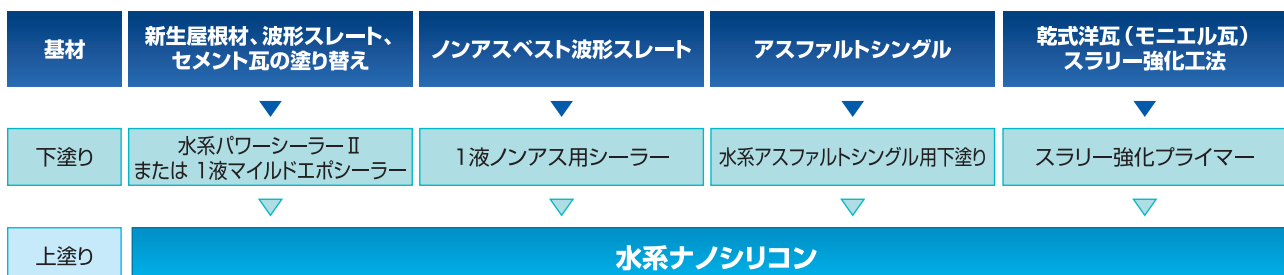 基材
新生屋根材、波形スレート、
セメント瓦の塗り替え
ノンアスベスト波形スレート
アスファルトシングル
乾式洋瓦（モニエル瓦）
スラリー強化工法
下塗り
水系パワーシーラーⅡ
または 1液マイルドエポシーラー
1液ノンアス用シーラー
水系アスファルトシングル用下塗り
スラリー強化プライマー
上塗り
水系ナノシリコン